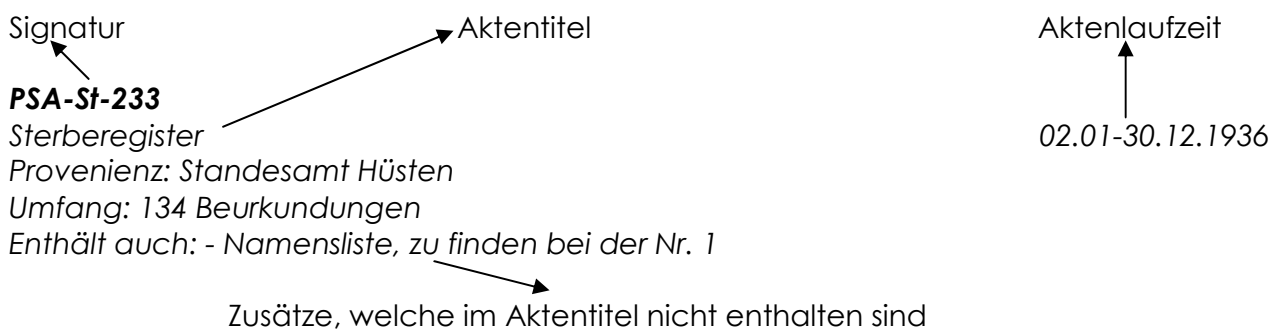 Signatur Aktentitel Aktenlaufzeit
PSA-St-233
Sterberegister 02.01-30.12.1936
Provenienz: Standesamt Hüsten
Umfang: 134 Beurkundungen
Enthält auch: - Namensliste, zu finden bei der Nr. 1
Zusätze, welche im Aktentitel nicht enthalten sind